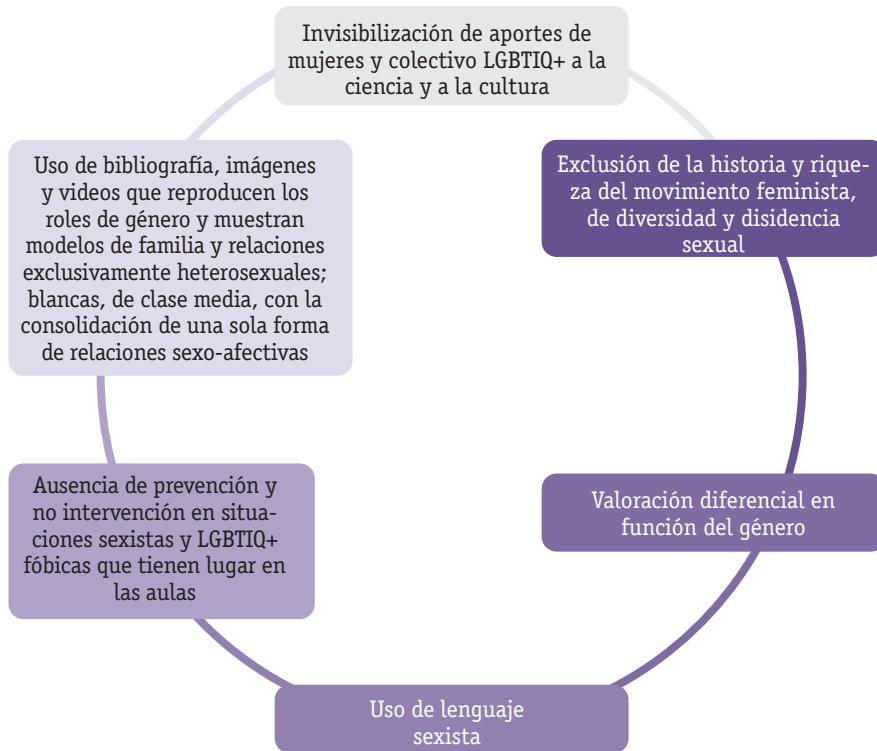 Invisibilización de aportes de
mujeres y colectivo LGBTIQ+ a la
ciencia y a la cultura
Exclusión de la historia y rique-
za del movimiento feminista,
de diversidad y disidencia
sexual
Valoración diferencial en
función del género
Uso de lenguaje
sexista
Ausencia de prevención y
no intervención en situa-
ciones sexistas y LGBTIQ+
fóbicas que tienen lugar en
las aulas
Uso de bibliografía, imágenes
y videos que reproducen los
roles de género y muestran
modelos de familia y relaciones
exclusivamente heterosexuales;
blancas, de clase media, con la
consolidación de una sola forma
de relaciones sexo-afectivas